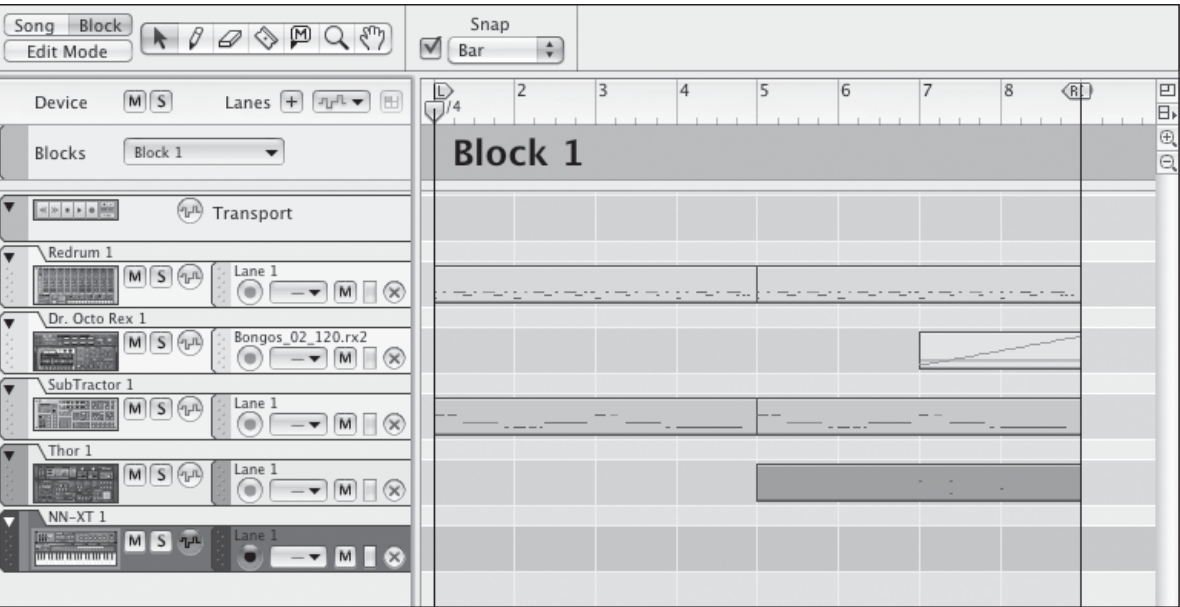 Song Block
Edit Mode
M
Snap
Bar
Device M S Lanes +
L 2 3 4 5 6 7 8 R
/4
Blocks Block 1
Block 1
Transport
Redrum 1
M S Lane 1
— M
Dr. Octo Rex 1
M S Bongos_02_120.rx2
— M
SubTractor 1
M S Lane 1
— M
Thor 1
M S Lane 1
— M
NN-XT 1
M S Lane 1
— M